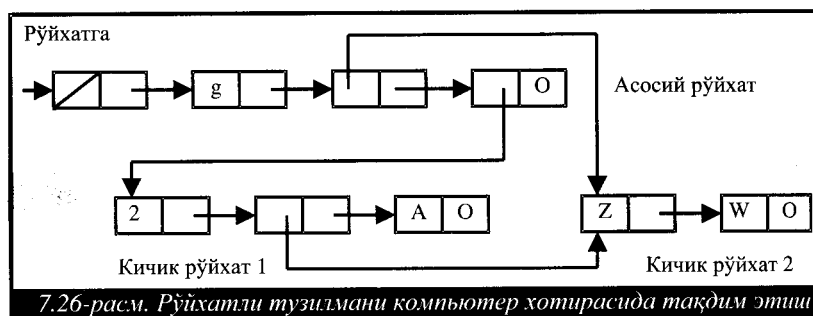 Рўйхатга
g
O
Асосий рўйхат
2
A O
Z
W O
Кичик рўйхат 1
Кичик рўйхат 2
7.26-расм. Рўйхатли тузилмани компьютер хотирасида тақдим этиш